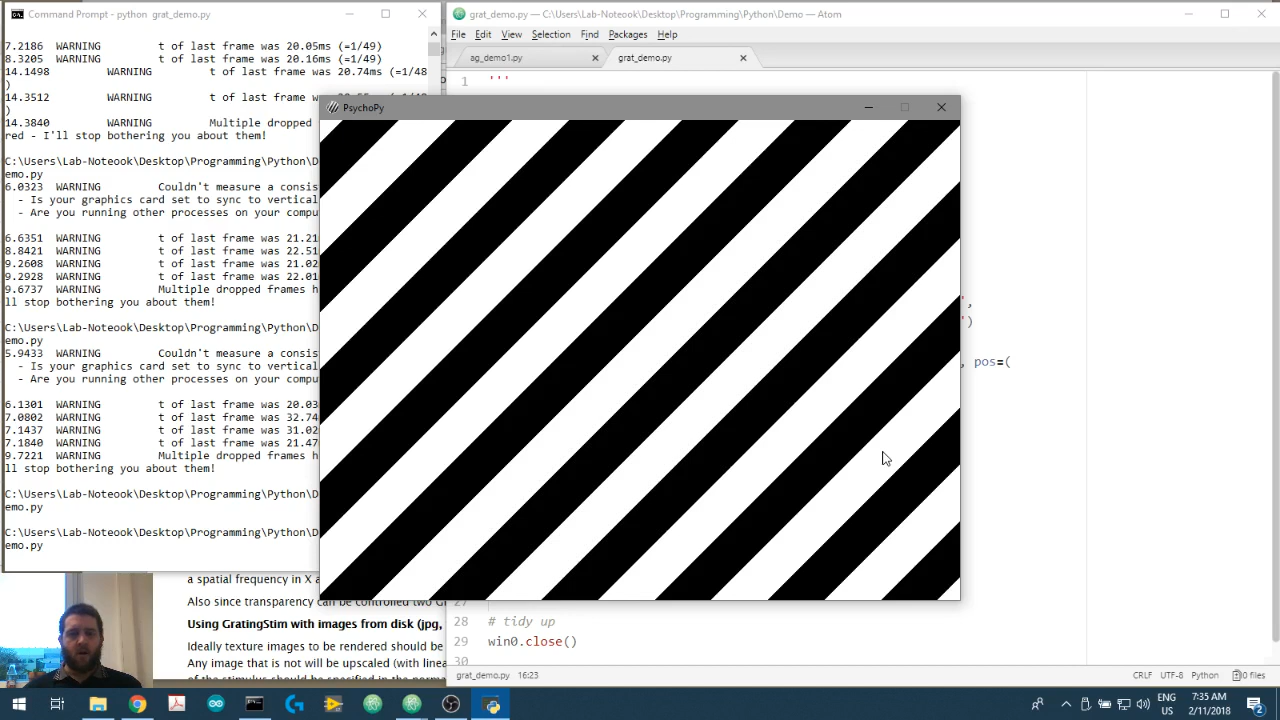 Command Prompt - python grat_demo.py
7.2186 WARNING t of last frame was 20.05ms (=1/49)
8.3205 WARNING t of last frame was 20.16ms (=1/49)
14.1498 WARNING t of last frame was 20.74ms (=1/48
)
14.3512 WARNING t of last frame
)
14.3840 WARNING Multiple dropped
red - I'll stop bothering you about them!
C:\Users\Lab-Noteook\Desktop\Programming\Python\D
emo.py
6.0323 WARNING Couldn't measure a consis
- Is your graphics card set to sync to vertical
- Are you running other processes on your compu
6.6351 WARNING t of last frame was 21.21
8.8421 WARNING t of last frame was 22.51
9.2608 WARNING t of last frame was 21.02
9.2928 WARNING t of last frame was 22.01
9.6737 WARNING Multiple dropped frames h
ll stop bothering you about them!
C:\Users\Lab-Noteook\Desktop\Programming\Python\D
emo.py
5.9433 WARNING Couldn't measure a consis
- Is your graphics card set to sync to vertical
- Are you running other processes on your compu
6.1301 WARNING t of last frame was 20.03
7.0802 WARNING t of last frame was 32.74
7.1437 WARNING t of last frame was 31.02
7.1840 WARNING t of last frame was 21.47
9.7221 WARNING Multiple dropped frames h
ll stop bothering you about them!
C:\Users\Lab-Noteook\Desktop\Programming\Python\D
emo.py
C:\Users\Lab-Noteook\Desktop\Programming\Python\D
emo.py
a spatial frequency in X a
Also since transparency can be controlled two G
Using GratingStim with images from disk (jpg,
Ideally texture images to be rendered should be
Any image that is not will be upscaled (with linea
of the stimulus should be specified in the norma
grat_demo.py — C:\Users\Lab-Noteook\Desktop\Programming\Python\Demo — Atom
File Edit View Selection Find Packages Help
ag_demo1.py grat_demo.py
1 '''
PsychoPy
',
')
, pos=(
27
28 # tidy up
29 win0.close()
30
grat_demo.py 16:23 CRLF UTF-8 Python 0 files
ENG
US
7:35 AM
2/11/2018
2